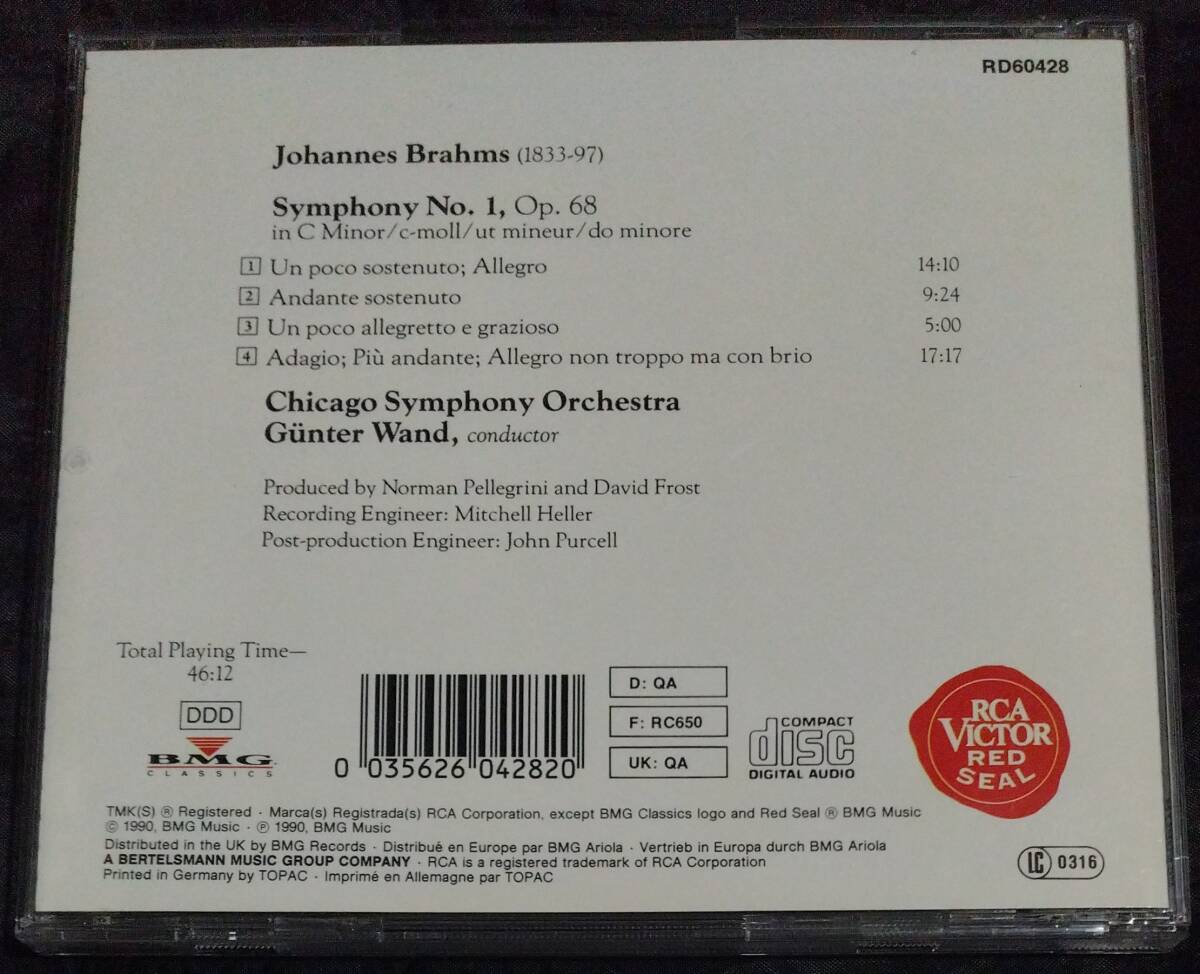 RD60428
Johannes Brahms (1833-97)
Symphony No. 1, Op. 68
in C Minor/c-moll/ut mineur/do minore
1 Un poco sostenuto; Allegro 14:10
2 Andante sostenuto 9:24
3 Un poco allegretto e grazioso 5:00
4 Adagio; Più andante; Allegro non troppo ma con brio 17:17
Chicago Symphony Orchestra
Günter Wand, conductor
Produced by Norman Pellegrini and David Frost
Recording Engineer: Mitchell Heller
Post-production Engineer: John Purcell
Total Playing Time—
46:12
DDD
BMG
CLASSICS
0 035626 042820
D: QA
F: RC650
UK: QA
COMPACT
disc
DIGITAL AUDIO
RCA
VICTOR
RED
SEAL
TMK(S) ® Registered · Marca(s) Registrada(s) RCA Corporation, except BMG Classics logo and Red Seal ® BMG Music
© 1990, BMG Music · ℗ 1990, BMG Music
Distributed in the UK by BMG Records · Distribué en Europe par BMG Ariola · Vertrieb in Europa durch BMG Ariola
A BERTELSMANN MUSIC GROUP COMPANY · RCA is a registered trademark of RCA Corporation
Printed in Germany by TOPAC · Imprimé en Allemagne par TOPAC
LC 0316